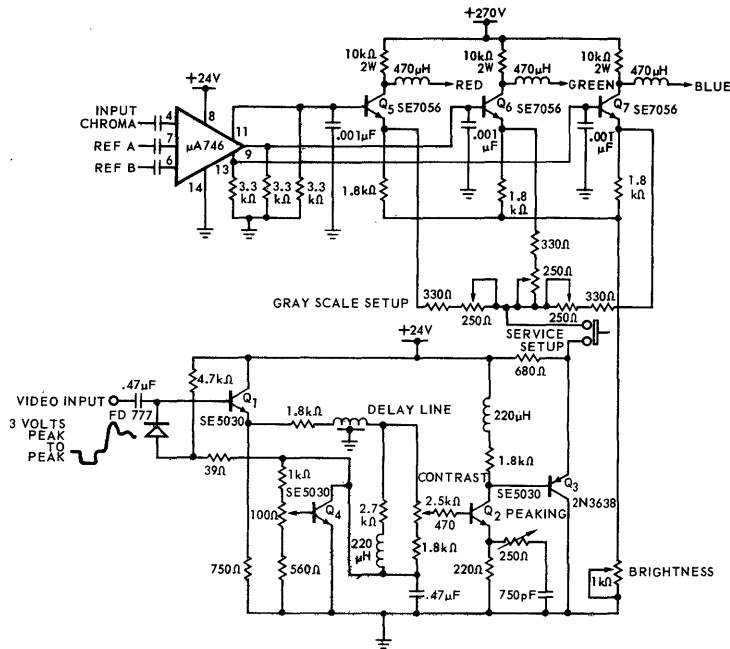 +270V
10kΩ
2W
10kΩ
2W
10kΩ
2W
470μH
RED
470μH
GREEN
470μH
BLUE
+24V
INPUT
CHROMA
REF A
REF B
4
7
6
8
μA746
11
9
13
14
Q5 SE7056
Q6 SE7056
Q7 SE7056
.001μF
.001
μF
.001
μF
3.3
kΩ
3.3
kΩ
3.3
kΩ
1.8kΩ
1.8
kΩ
1.8
kΩ
330Ω
250Ω
GRAY SCALE SETUP
330Ω
250Ω
250Ω
330Ω
SERVICE
SETUP
+24V
680Ω
VIDEO INPUT
.47μF
4.7kΩ
FD 777
3 VOLTS
PEAK
TO
PEAK
Q1
SE5030
1.8kΩ
DELAY LINE
220μH
1.8kΩ
39Ω
1kΩ
SE5030
100Ω
Q4
2.7
kΩ
CONTRAST
2.5kΩ
470
SE5030
Q2 PEAKING
Q3
2N3638
220
μH
1.8kΩ
250Ω
750Ω
560Ω
.47μF
220Ω
750pF
1kΩ
BRIGHTNESS